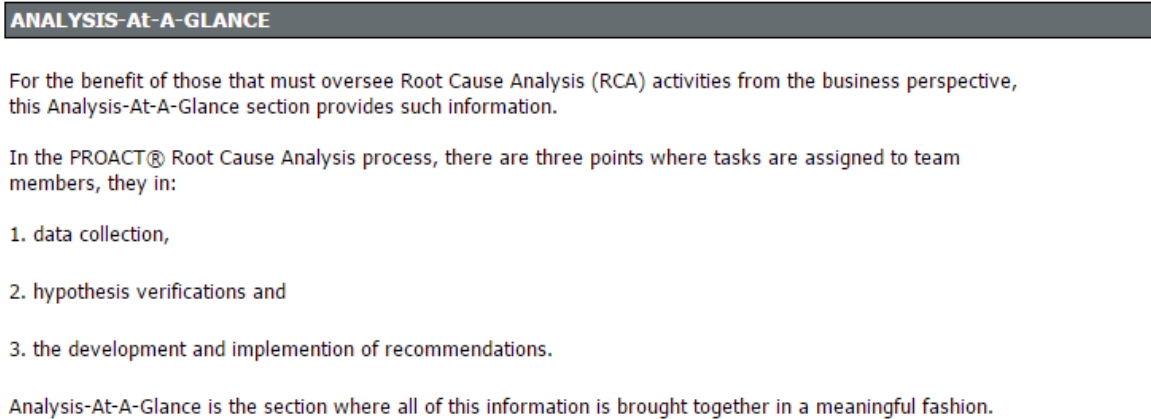 ANALYSIS-At-A-GLANCE
For the benefit of those that must oversee Root Cause Analysis (RCA) activities from the business perspective,
this Analysis-At-A-Glance section provides such information.
In the PROACT® Root Cause Analysis process, there are three points where tasks are assigned to team
members, they in:
1. data collection,
2. hypothesis verifications and
3. the development and implemention of recommendations.
Analysis-At-A-Glance is the section where all of this information is brought together in a meaningful fashion.